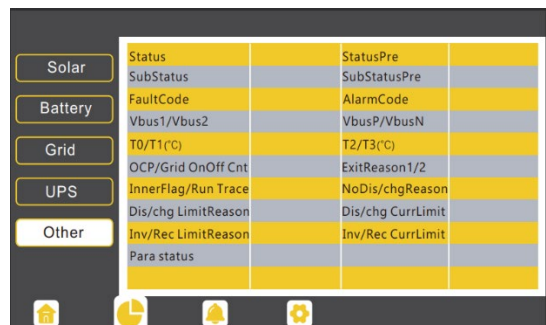 Solar
Battery
Grid
UPS
Other
Status StatusPre
SubStatus SubStatusPre
FaultCode AlarmCode
Vbus1/Vbus2 VbusP/VbusN
T0/T1(°C) T2/T3(°C)
OCP/Grid OnOff Cnt ExitReason1/2
InnerFlag/Run Trace NoDis/chgReason
Dis/chg LimitReason Dis/chg CurrLimit
Inv/Rec LimitReason Inv/Rec CurrLimit
Para status